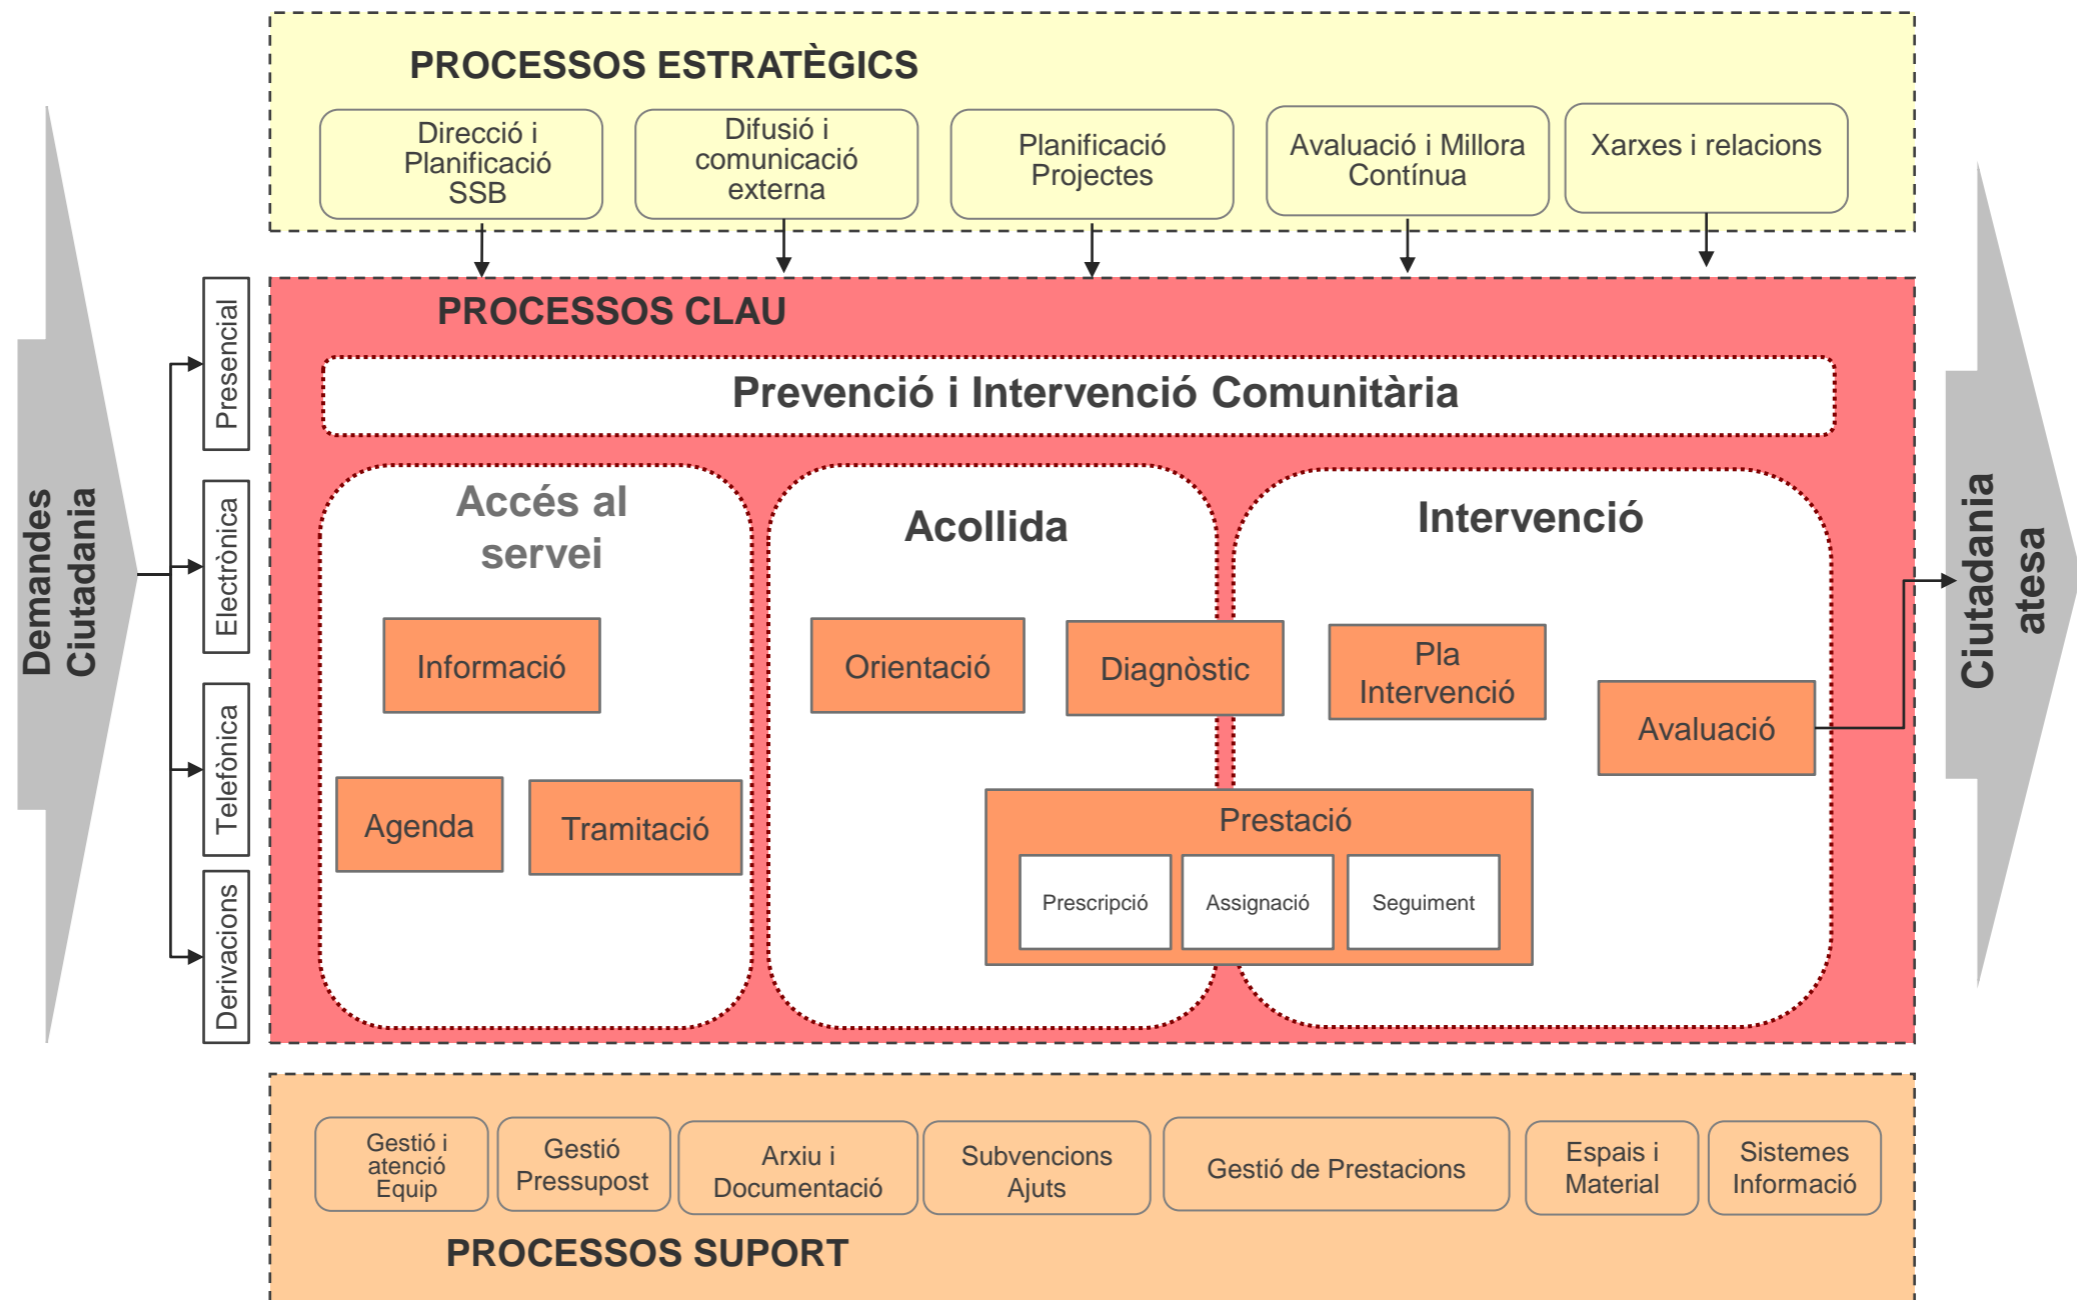 PROCESSOS ESTRATÈGICS
Direcció i
Planificació
SSB
Difusió i
comunicació
externa
Planificació
Projectes
Avaluació i Millora
Contínua
Xarxes i relacions
Demandes
Ciutadania
Presencial
Electrònica
Telefònica
Derivacions
PROCESSOS CLAU
Prevenció i Intervenció Comunitària
Accés al
servei
Informació
Agenda
Tramitació
Acollida
Orientació
Diagnòstic
Intervenció
Pla
Intervenció
Avaluació
Prestació
Prescripció
Assignació
Seguiment
Ciutadania
atesa
Gestió i
atenció
Equip
Gestió
Pressupost
Arxiu i
Documentació
Subvencions
Ajuts
Gestió de Prestacions
Espais i
Material
Sistemes
Informació
PROCESSOS SUPORT